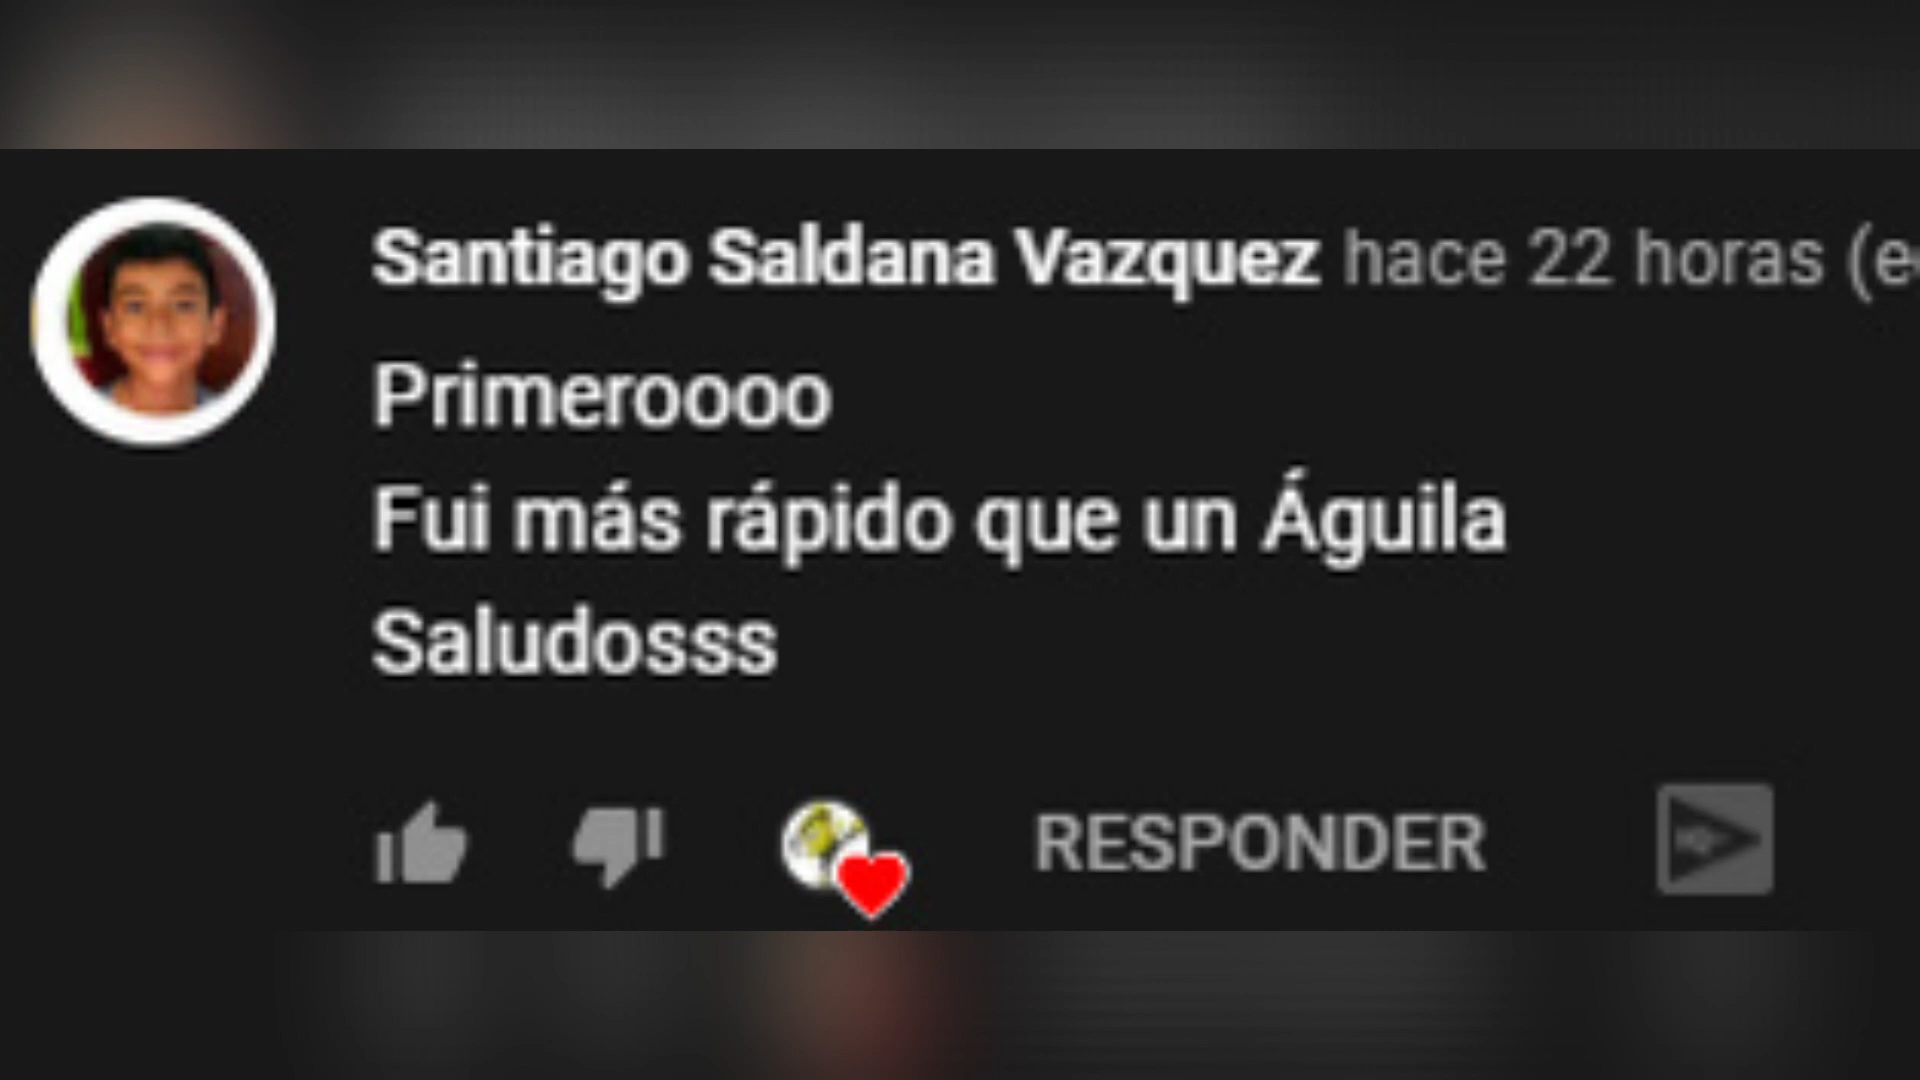 Santiago Saldana Vazquez hace 22 horas (e
Primeroooo
Fui más rápido que un Águila
Saludosss
RESPONDER